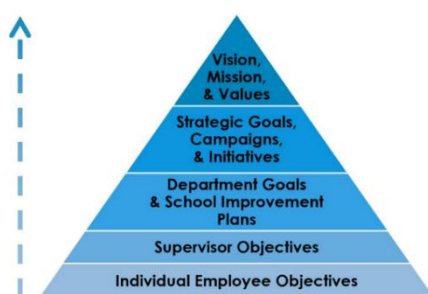 Vision,
Mission,
& Values
Strategic Goals,
Campaigns,
& Initiatives
Department Goals
& School Improvement
Plans
Supervisor Objectives
Individual Employee Objectives